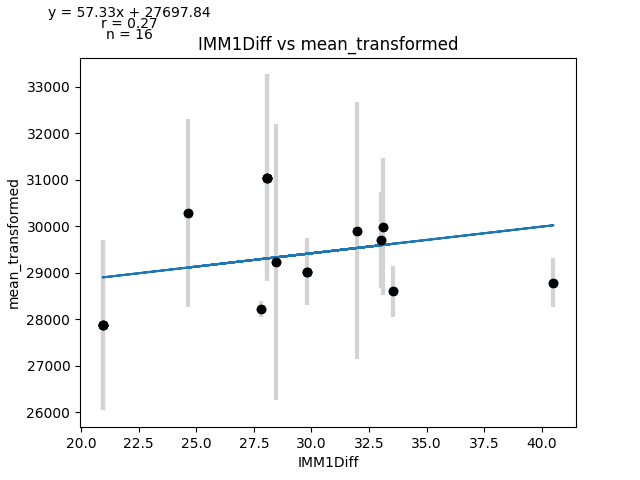 y = 57.33x + 27697.84
r = 0.27
n = 16
IMM1Diff vs mean_transformed
mean_transformed
33000
32000
31000
30000
29000
28000
27000
26000
20.0 22.5 25.0 27.5 30.0 32.5 35.0 37.5 40.0
IMM1Diff